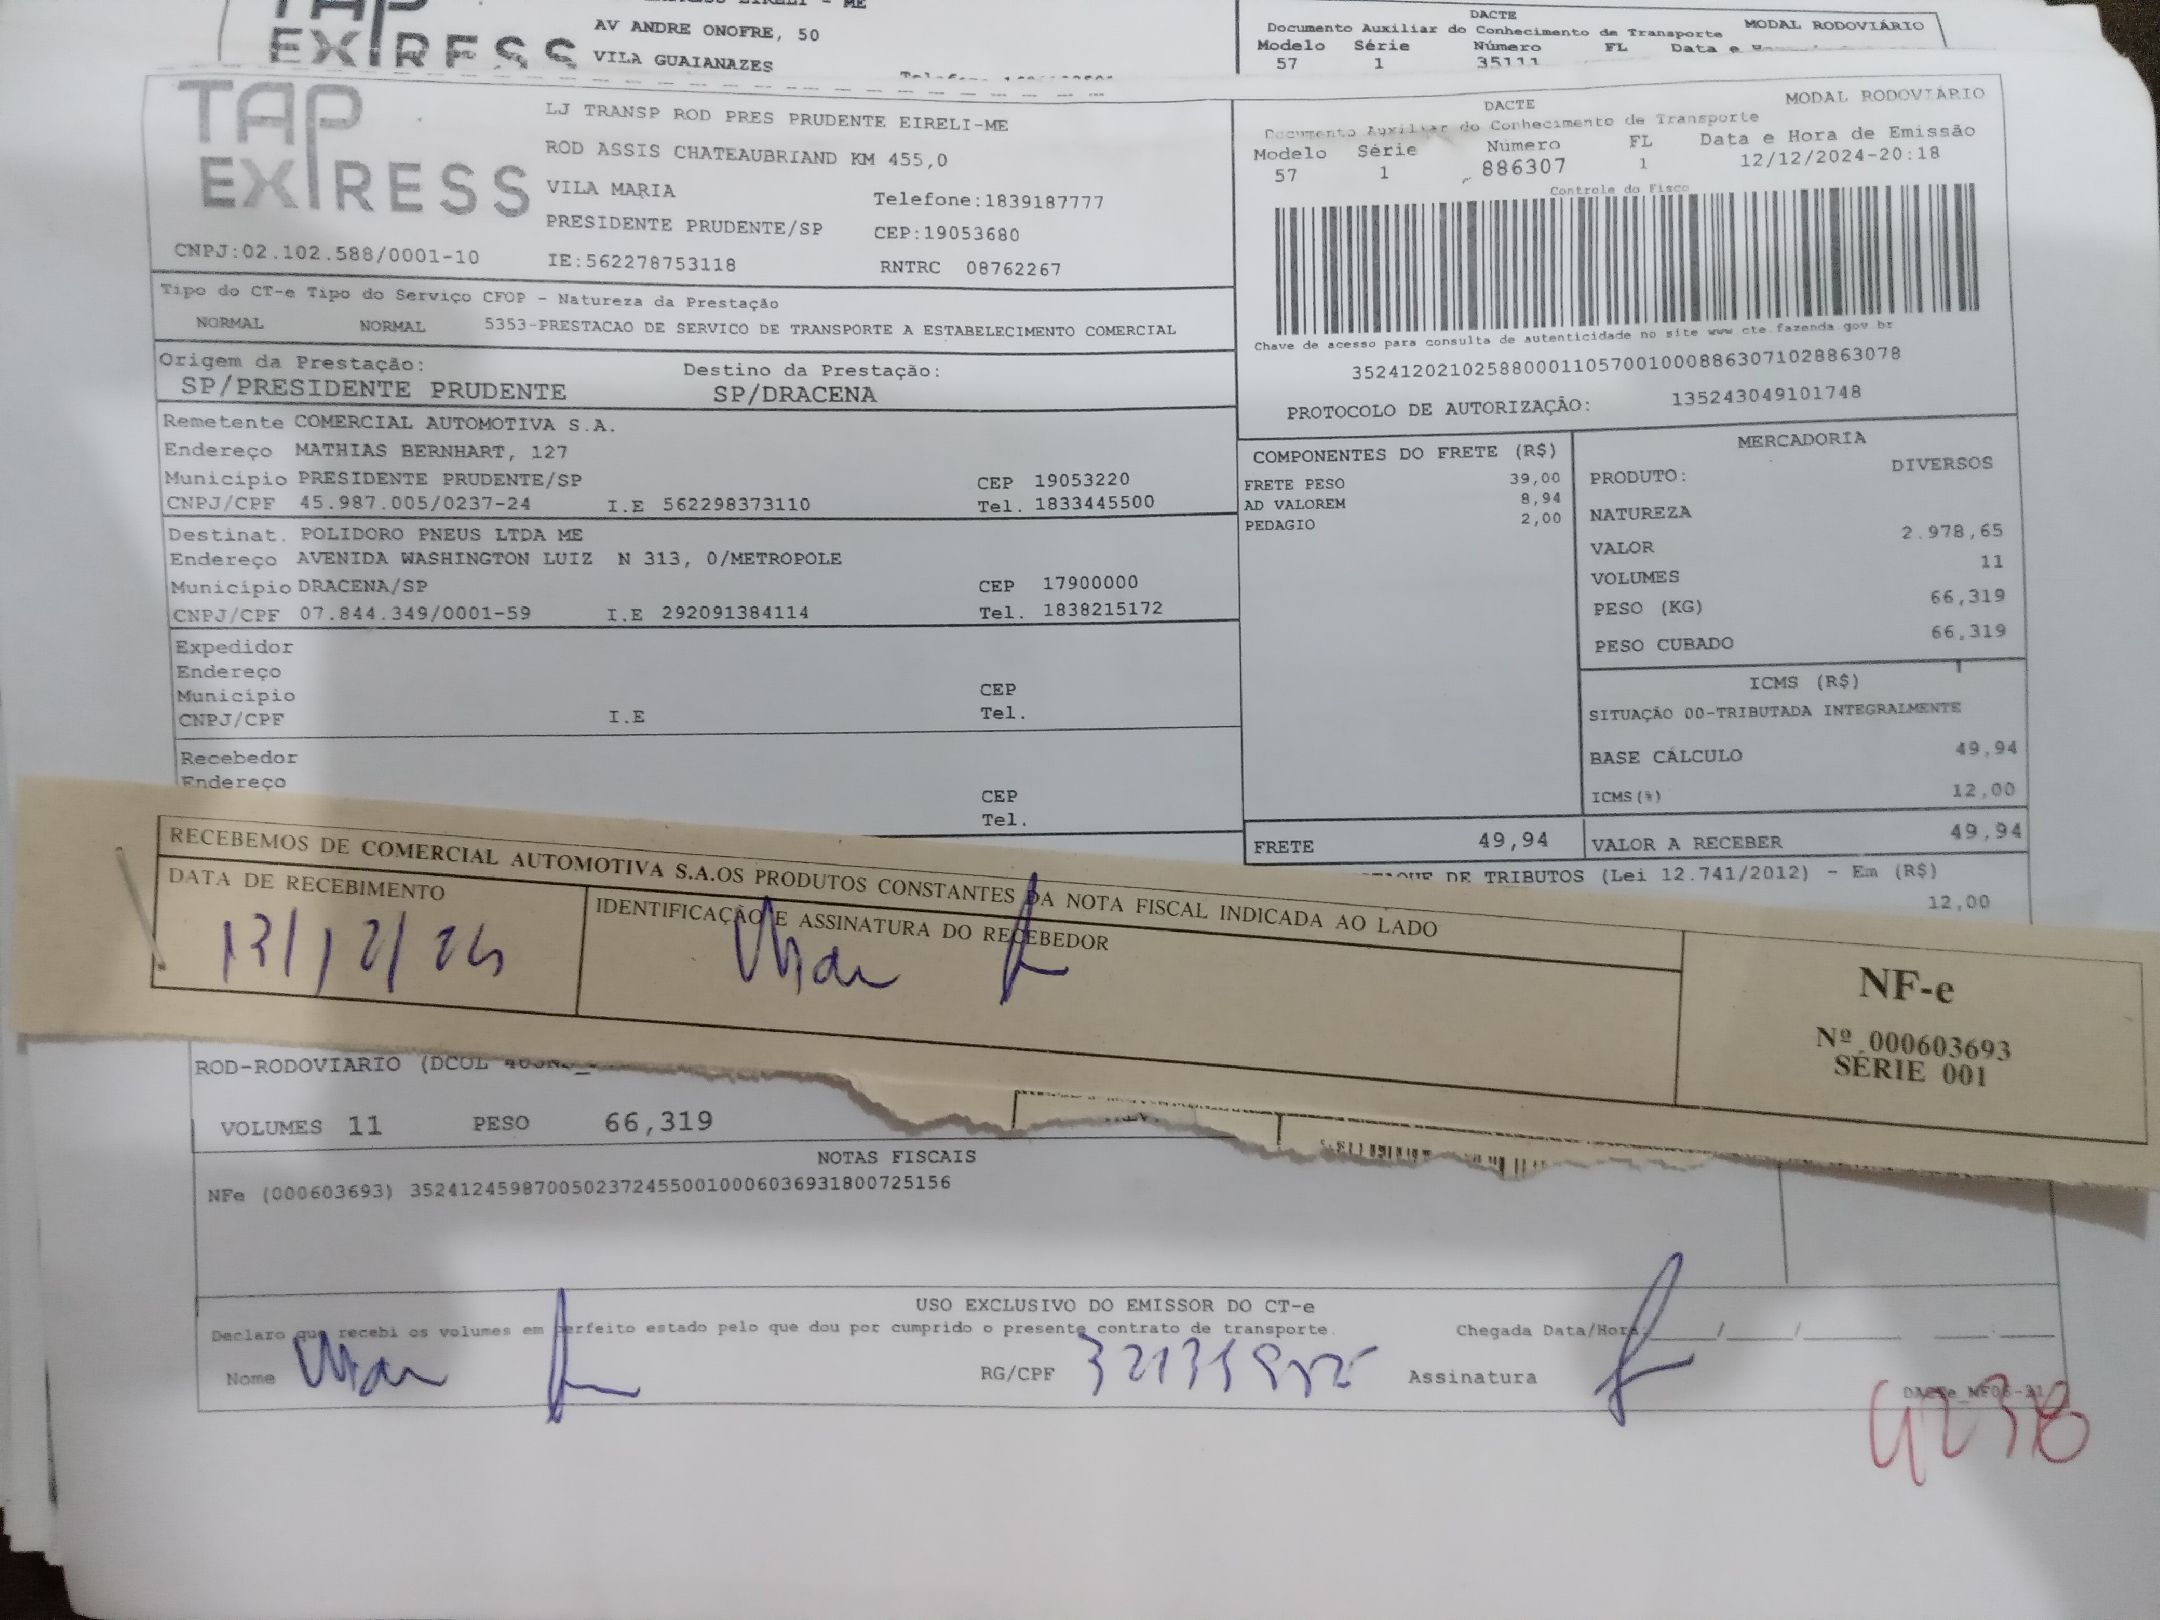 TAP
EXPRESS
AV ANDRE ONOFRE, 50
VILA GUAIANAZES
DACTE
MODAL RODOVIÁRIO
Documento Auxiliar do Conhecimento de Transporte
Modelo Série Número FL Data e
57 1 35111
TAP
EXPRESS
LJ TRANSP ROD PRES PRUDENTE EIRELI-ME
ROD ASSIS CHATEAUBRIAND KM 455,0
VILA MARIA
Telefone:1839187777
PRESIDENTE PRUDENTE/SP CEP:19053680
CNPJ:02.102.588/0001-10 IE:562278753118 RNTRC 08762267
DACTE
MODAL RODOVIÁRIO
Documento Auxiliar do Conhecimento de Transporte
Modelo Série Número FL Data e Hora de Emissão
57 1 886307 1 12/12/2024-20:18
Controle do Fisco
Chave de acesso para consulta de autenticidade no site www cte.fazenda.gov.br
35241202102588000110570010008863071028863078
PROTOCOLO DE AUTORIZAÇÃO: 135243049101748
Tipo do CT-e Tipo do Serviço CFOP - Natureza da Prestação
NORMAL NORMAL 5353-PRESTACAO DE SERVICO DE TRANSPORTE A ESTABELECIMENTO COMERCIAL
Origem da Prestação: Destino da Prestação:
SP/PRESIDENTE PRUDENTE SP/DRACENA
Remetente COMERCIAL AUTOMOTIVA S.A.
Endereço MATHIAS BERNHART, 127
Município PRESIDENTE PRUDENTE/SP CEP 19053220
CNPJ/CPF 45.987.005/0237-24 I.E 562298373110 Tel. 1833445500
Destinat. POLIDORO PNEUS LTDA ME
Endereço AVENIDA WASHINGTON LUIZ N 313, 0/METROPOLE
Município DRACENA/SP CEP 17900000
CNPJ/CPF 07.844.349/0001-59 I.E 292091384114 Tel. 1838215172
Expedidor
Endereço
Município CEP
CNPJ/CPF I.E Tel.
Recebedor
Endereço
CEP
Tel.
COMPONENTES DO FRETE (R$)
FRETE PESO 39,00
AD VALOREM 8,94
PEDAGIO 2,00
MERCADORIA
PRODUTO: DIVERSOS
NATUREZA
VALOR 2.978,65
VOLUMES 11
PESO (KG) 66,319
PESO CUBADO 66,319
ICMS (R$)
SITUAÇÃO 00-TRIBUTADA INTEGRALMENTE
BASE CÁLCULO 49,94
ICMS(%) 12,00
FRETE 49,94 VALOR A RECEBER 49,94
DE TRIBUTOS (Lei 12.741/2012) - Em (R$)
12,00
RECEBEMOS DE COMERCIAL AUTOMOTIVA S.A.OS PRODUTOS CONSTANTES DA NOTA FISCAL INDICADA AO LADO
DATA DE RECEBIMENTO
IDENTIFICAÇÃO E ASSINATURA DO RECEBEDOR
13/12/24
NF-e
Nº 000603693
SÉRIE 001
ROD-RODOVIARIO (DCOL
VOLUMES 11 PESO 66,319
NOTAS FISCAIS
NFe (000603693) 35241245987005023724550010006036931800725156
USO EXCLUSIVO DO EMISSOR DO CT-e
Declaro que recebi os volumes em perfeito estado pelo que dou por cumprido o presente contrato de transporte. Chegada Data/Hora:
Nome RG/CPF Assinatura